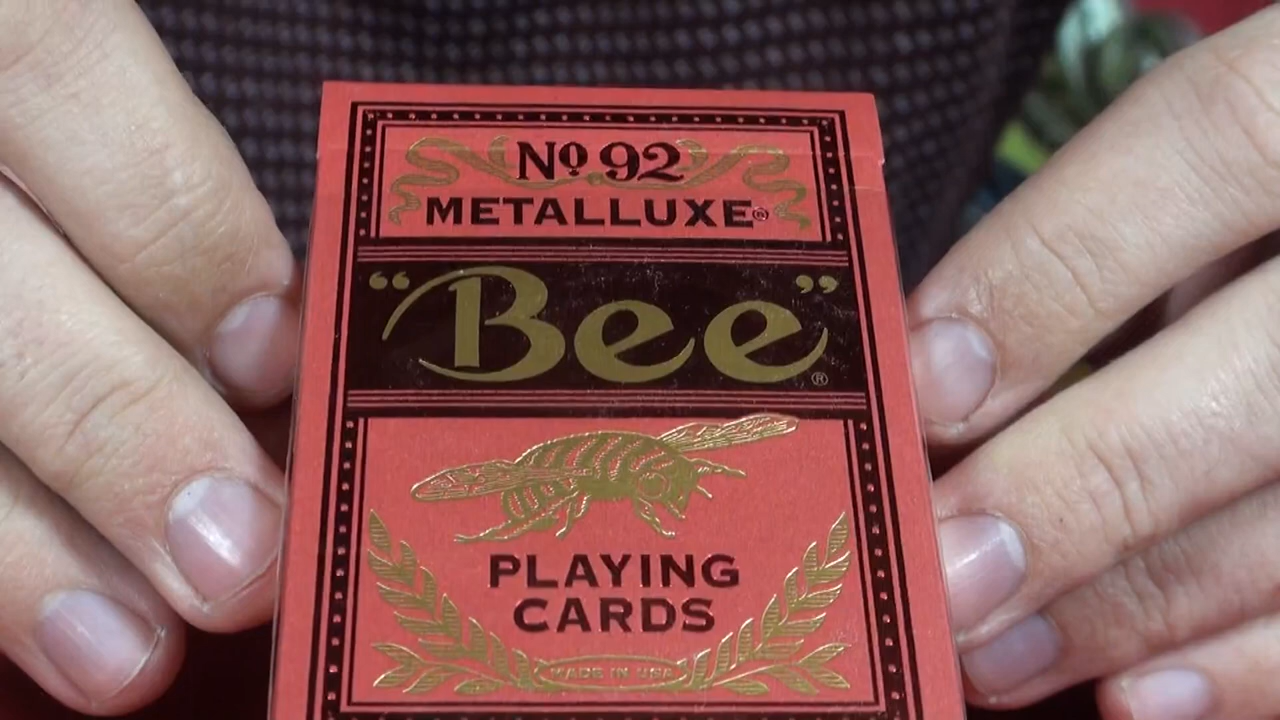 Nº 92
METALLUXE®
“Bee”®
PLAYING
CARDS
MADE IN USA